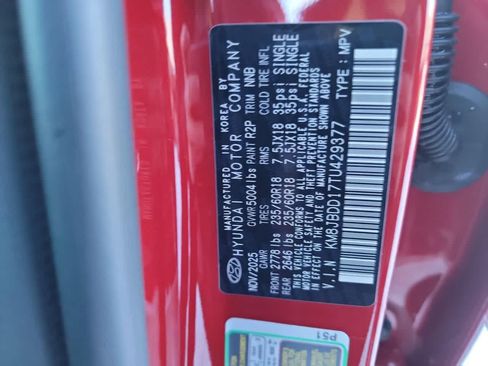 MANUFACTURED IN KOREA BY
HYUNDAI MOTOR COMPANY
NOV/2025 GVWR 5004 lbs PAINT R2P TRIM NNB
GAWR TIRES RIMS COLD TIRE INFL
FRONT 2778 lbs 235/60R18 7.5JX18 35psi SINGLE
REAR 2646 lbs 235/60R18 7.5JX18 35psi SINGLE
THIS VEHICLE CONFORMS TO ALL APPLICABLE U.S.A. FEDERAL
MOTOR VEHICLE SAFETY, BUMPER, AND THEFT PREVENTION
STANDARDS IN EFFECT ON THE DATE OF MANUFACTURE SHOWN ABOVE.
V.I.N KM8JBDD17TU429377 TYPE : MPV
P51